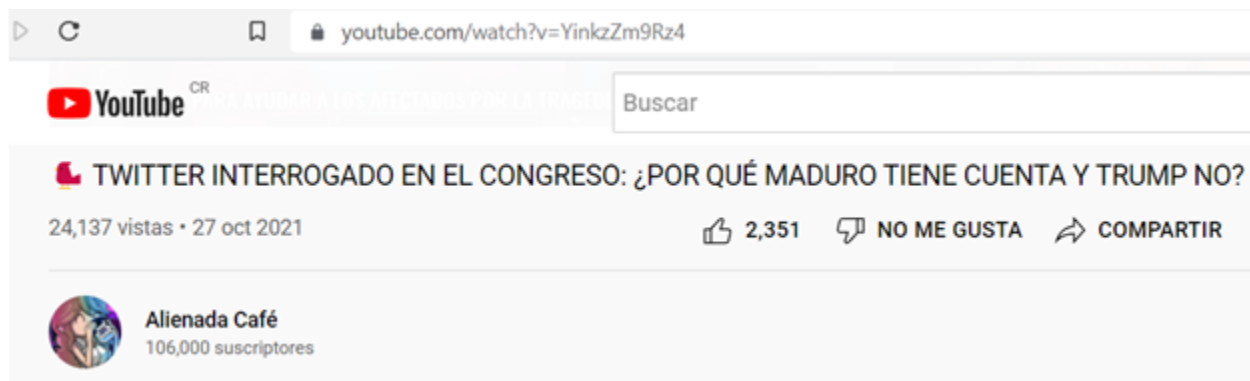 youtube.com/watch?v=YinkzZm9Rz4
YouTube CR
Buscar
TWITTER INTERROGADO EN EL CONGRESO: ¿POR QUÉ MADURO TIENE CUENTA Y TRUMP NO?
24,137 vistas • 27 oct 2021
2,351 NO ME GUSTA COMPARTIR
Alienada Café
106,000 suscriptores